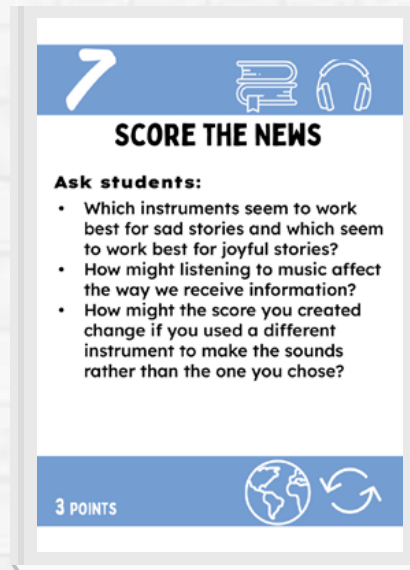 7
SCORE THE NEWS
Ask students:
• Which instruments seem to work
best for sad stories and which seem
to work best for joyful stories?
• How might listening to music affect
the way we receive information?
• How might the score you created
change if you used a different
instrument to make the sounds
rather than the one you chose?
3 POINTS